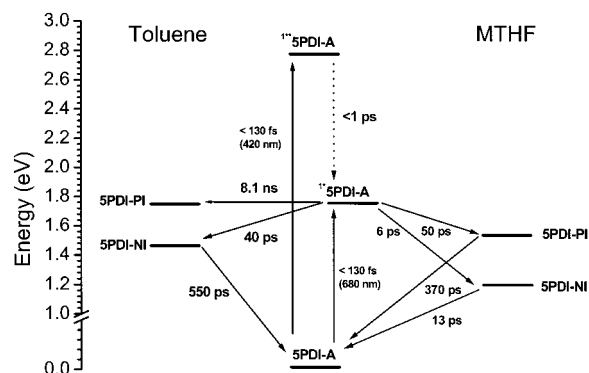 Toluene
MTHF
Energy (eV)
3.0
2.8
2.6
2.4
2.2
2.0
1.8
1.6
1.4
1.2
1.0
0.0
1**5PDI-A
< 130 fs
(420 nm)
<1 ps
1*5PDI-A
5PDI-PI
8.1 ns
5PDI-NI
40 ps
550 ps
< 130 fs
(680 nm)
6 ps
50 ps
5PDI-PI
5PDI-NI
370 ps
13 ps
5PDI-A